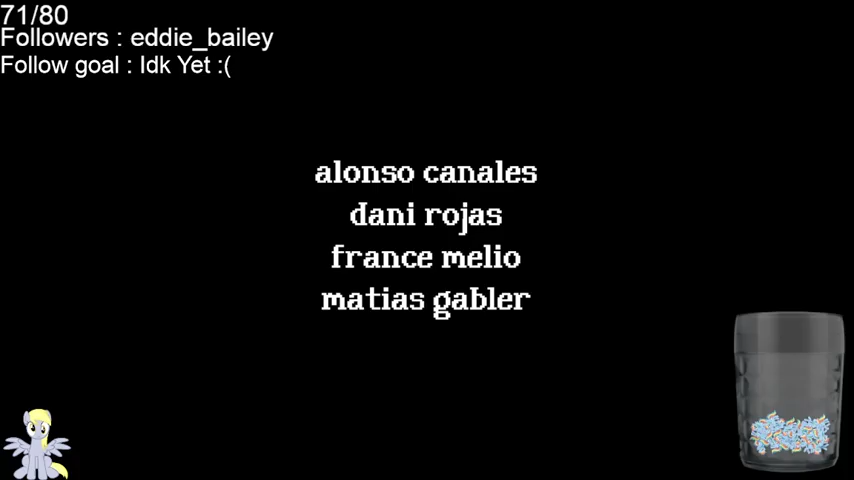 71/80
Followers : eddie_bailey
Follow goal : Idk Yet :(
alonso canales
dani rojas
france melio
matias gabler